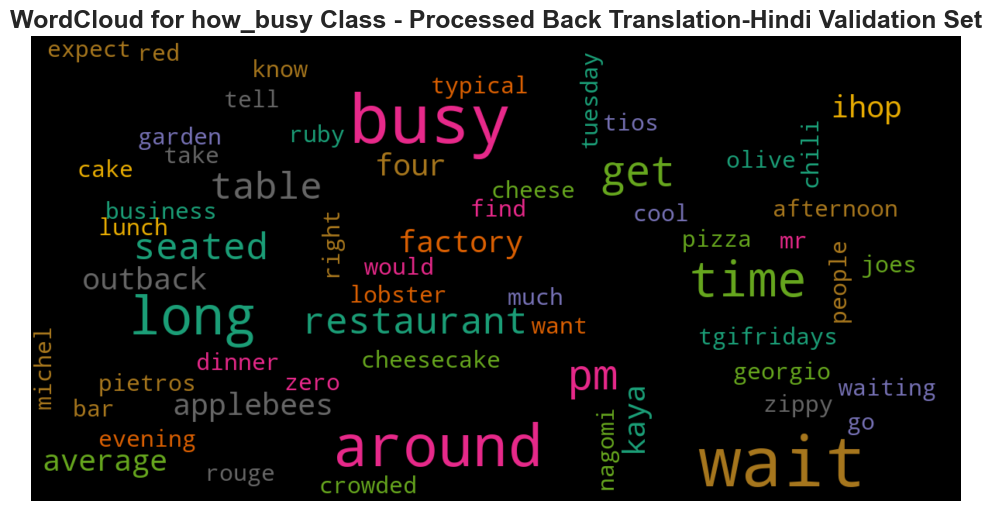 WordCloud for how_busy Class - Processed Back Translation-Hindi Validation Set
expect
red
know
typical
tell
busy
tuesday
ihop
garden
ruby
tios
take
four
chili
cake
table
cheese
get
olive
business
find
cool
afternoon
lunch
seated
right
factory
pizza
mr
outback
would
time
people
joes
long
lobster
much
restaurant
want
tgifridays
michel
dinner
cheesecake
georgio
pietros
zero
pm
waiting
bar
applebees
kaya
zippy
go
evening
around
nagomi
wait
average
rouge
crowded